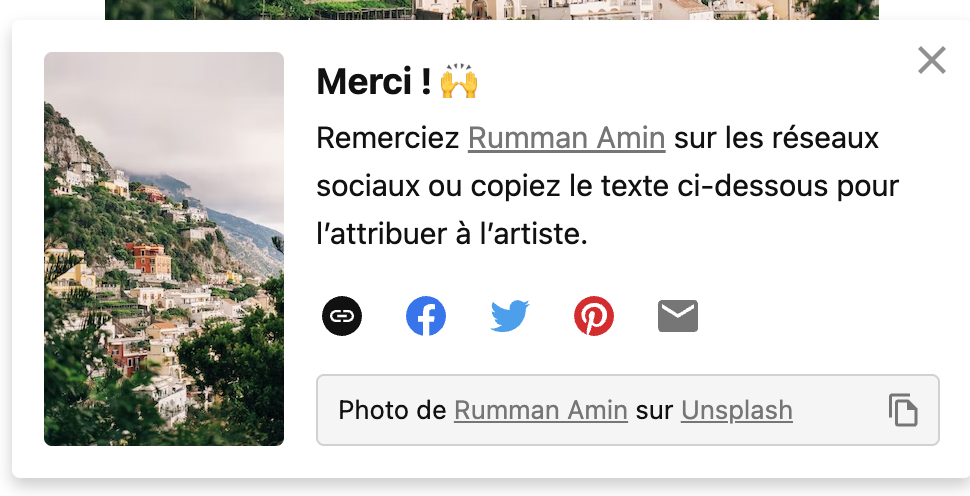 Merci ! 🙌
Remerciez Rumman Amin sur les réseaux
sociaux ou copiez le texte ci-dessous pour
l’attribuer à l’artiste.
Photo de Rumman Amin sur Unsplash